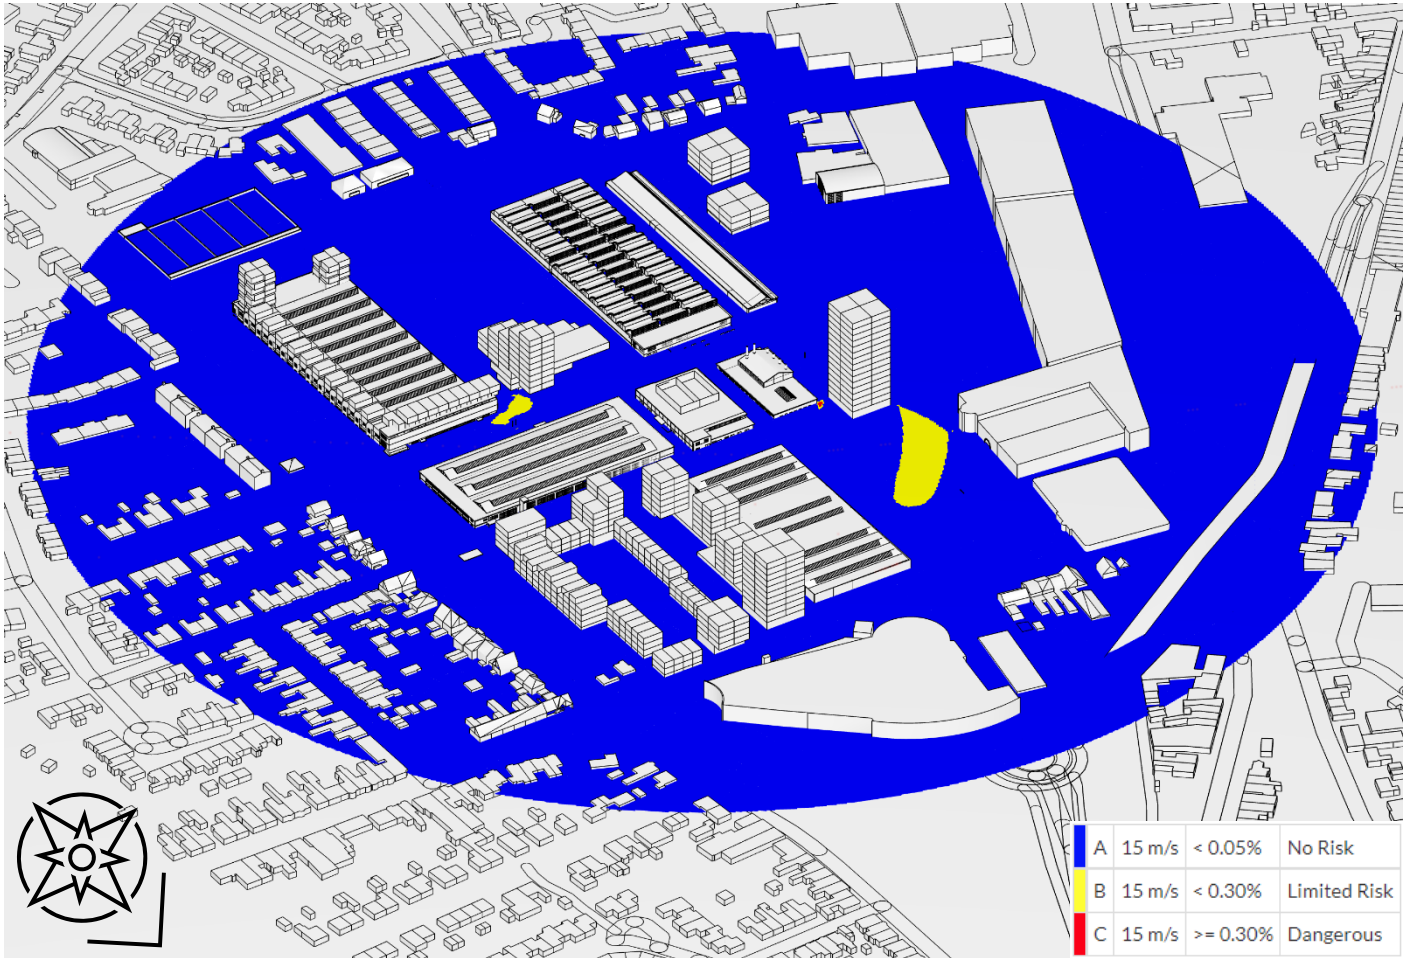 A 15 m/s < 0.05% No Risk
B 15 m/s < 0.30% Limited Risk
C 15 m/s >= 0.30% Dangerous